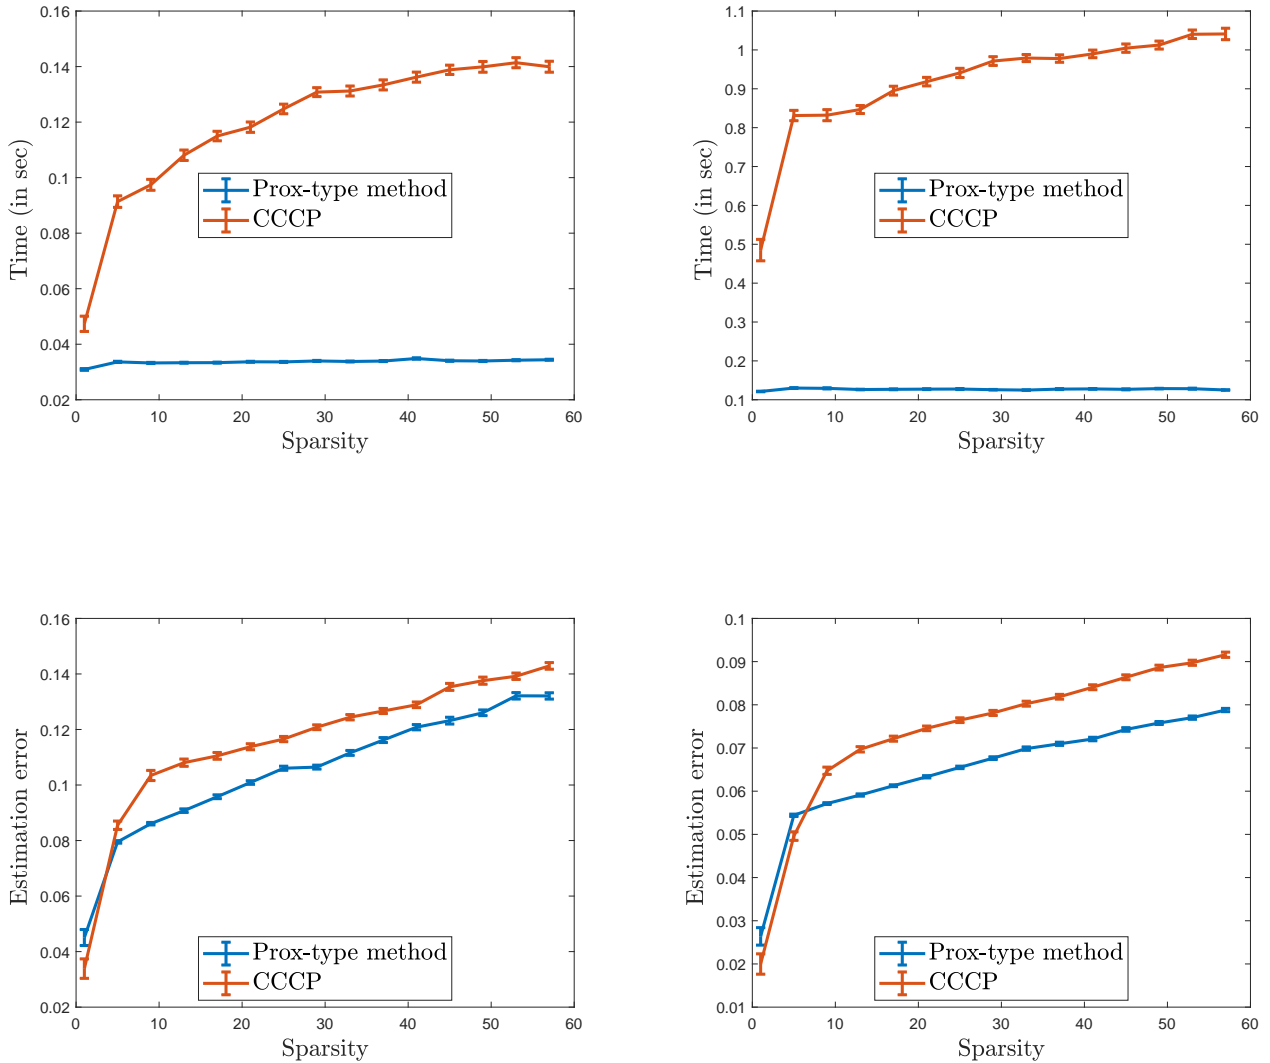 0.16
0.14
0.12
0.1
0.08
0.06
0.04
0.02
0 10 20 30 40 50 60
Time (in sec)
Sparsity
Prox-type method
CCCP
1.1
1
0.9
0.8
0.7
0.6
0.5
0.4
0.3
0.2
0.1
0 10 20 30 40 50 60
Time (in sec)
Sparsity
Prox-type method
CCCP
0.16
0.14
0.12
0.1
0.08
0.06
0.04
0.02
0 10 20 30 40 50 60
Estimation error
Sparsity
Prox-type method
CCCP
0.1
0.09
0.08
0.07
0.06
0.05
0.04
0.03
0.02
0.01
0 10 20 30 40 50 60
Estimation error
Sparsity
Prox-type method
CCCP